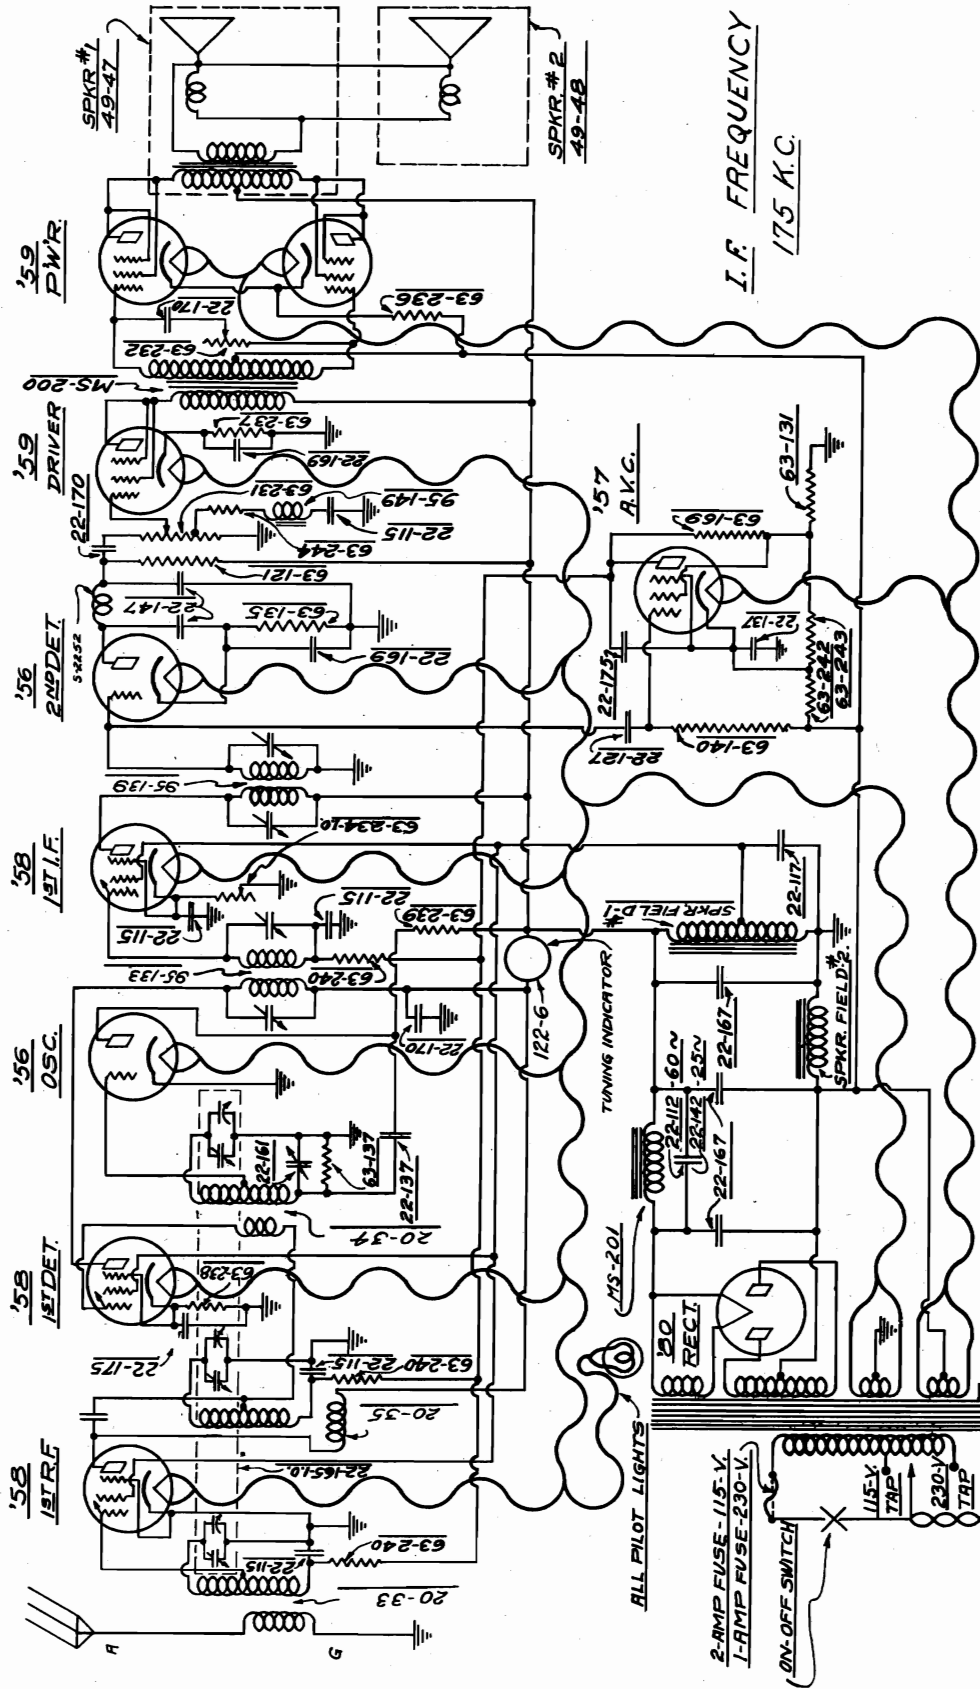 '58
1ST R.F.
'58
1ST DET.
'56
OSC.
'58
1ST I.F.
'56
2ND DET.
'59
DRIVER
'59
PW'R.
SPKR #1
49-47
SPKR. #2
49-48
A
G
20-33
22-115
63-240
22-165-1.0.
20-35
22-115
63-240
22-175
63-238
20-34
22-161
63-137
22-137
95-133
22-170
63-240
22-115
63-239
22-115
63-234-1.0
95-139
S-2252
22-147
22-169
63-135
63-121
22-170
63-244
63-231
22-115
95-149
22-169
63-237
MS-200
63-232
22-170
63-236
122-6
TUNING INDICATOR
'57
A.V.C.
22-175
22-127
63-140
22-137
63-242
63-243
63-169
63-131
I.F. FREQUENCY
175 K.C.
SPKR FIELD-1
#
22-117
SPKR. FIELD-2.
#
22-167
22-112-60~
22-142-25~
22-167
MS-201
'80
RECT.
ALL PILOT LIGHTS
2-AMP FUSE-115-V.
1-AMP FUSE-230-V.
ON-OFF SWITCH
115-V.
TAP
230-V
TAP